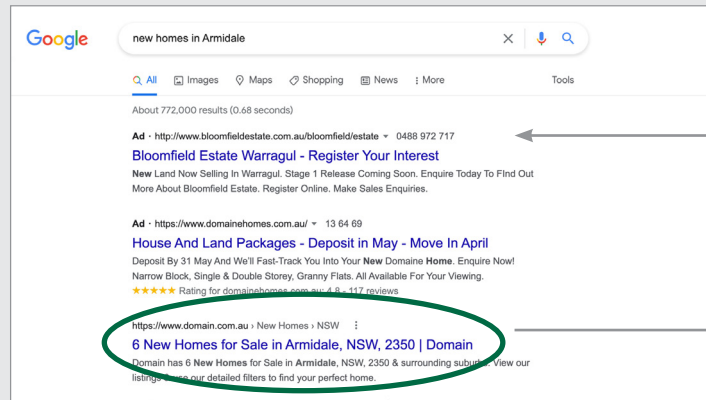 Google
new homes in Armidale
All Images Maps Shopping News More Tools
About 772,000 results (0.68 seconds)
Ad · http://www.bloomfieldestate.com.au/bloomfield/estate 0488 972 717
Bloomfield Estate Warragul - Register Your Interest
New Land Now Selling In Warragul. Stage 1 Release Coming Soon. Enquire Today To FInd Out
More About Bloomfield Estate. Register Online. Make Sales Enquiries.
Ad · https://www.domainehomes.com.au/ 13 64 69
House And Land Packages - Deposit in May - Move In April
Deposit By 31 May And We'll Fast-Track You Into Your New Domaine Home. Enquire Now!
Narrow Block, Single & Double Storey, Granny Flats. All Available For Your Viewing.
★★★★★ Rating for domainehomes.com.au: 4.8 - 117 reviews
https://www.domain.com.au › New Homes › NSW
6 New Homes for Sale in Armidale, NSW, 2350 | Domain
Domain has 6 New Homes for Sale in Armidale, NSW, 2350 & surrounding View our
listings our detailed filters to find your perfect home.